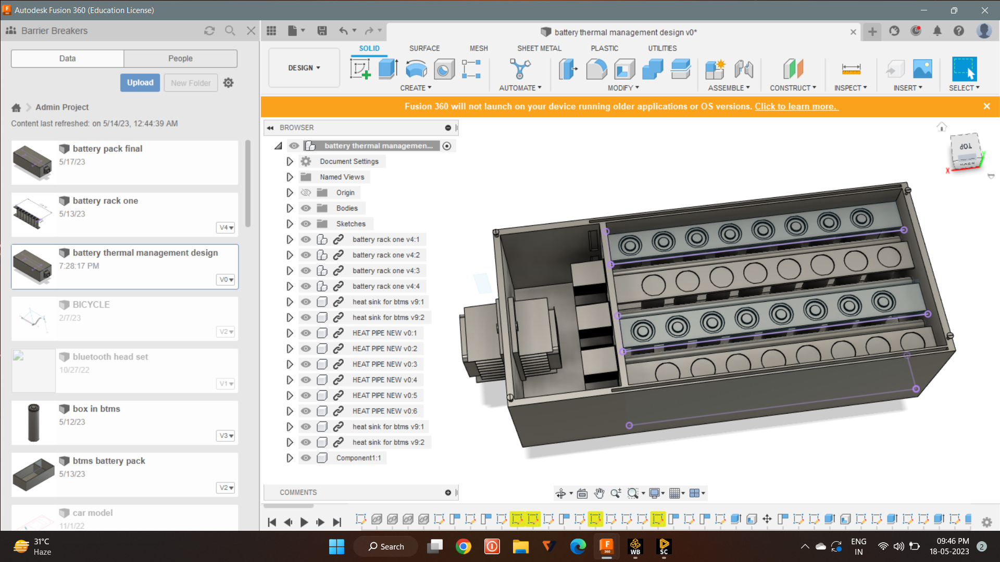 Autodesk Fusion 360 (Education License)
Barrier Breakers
battery thermal management design v0*
Data
People
Upload
New Folder
Admin Project
Content last refreshed: on 5/14/23, 12:44:39 AM
battery pack final
5/17/23
battery rack one
5/13/23
V4
battery thermal management design
7:28:17 PM
V0
BICYCLE
2/7/23
V2
bluetooth head set
10/27/22
V1
box in btms
5/12/23
V3
btms battery pack
5/13/23
V2
car model
11/1/22
DESIGN
SOLID
SURFACE
MESH
SHEET METAL
PLASTIC
UTILITIES
CREATE
AUTOMATE
MODIFY
ASSEMBLE
CONSTRUCT
INSPECT
INSERT
SELECT
Fusion 360 will not launch on your device running older applications or OS versions. Click to learn more.
BROWSER
battery thermal managemen...
Document Settings
Named Views
Origin
Bodies
Sketches
battery rack one v4:1
battery rack one v4:2
battery rack one v4:3
battery rack one v4:4
heat sink for btms v9:1
heat sink for btms v9:2
HEAT PIPE NEW v0:1
HEAT PIPE NEW v0:2
HEAT PIPE NEW v0:3
HEAT PIPE NEW v0:4
HEAT PIPE NEW v0:5
HEAT PIPE NEW v0:6
heat sink for btms v9:1
heat sink for btms v9:2
Component1:1
TOP
BACK
X
Y
COMMENTS
31°C
Haze
Search
F
360
WB
SC
ENG
IN
09:46 PM
18-05-2023
2